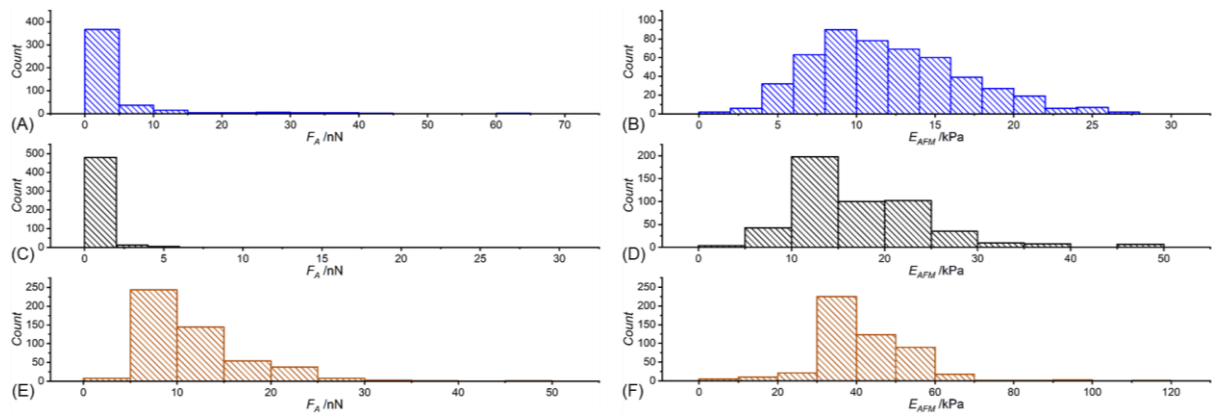 Count
400
300
200
100
0
(A)
0 10 20 30 40 50 60 70
F_A /nN
Count
100
80
60
40
20
0
(B)
0 5 10 15 20 25 30
E_AFM /kPa
Count
500
400
300
200
100
0
(C)
0 5 10 15 20 25 30
F_A /nN
Count
200
150
100
50
0
(D)
0 10 20 30 40 50
E_AFM /kPa
Count
250
200
150
100
50
0
(E)
0 10 20 30 40 50
F_A /nN
Count
250
200
150
100
50
0
(F)
0 20 40 60 80 100 120
E_AFM /kPa